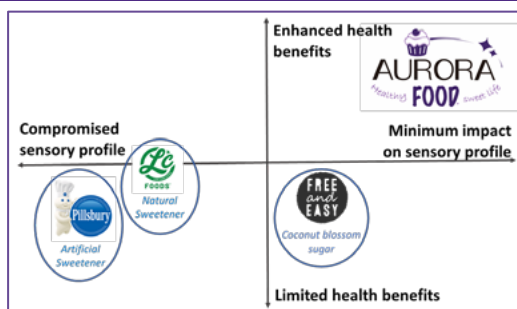 Enhanced health
benefits
AURORA
Healthy FOOD sweet life
Compromised
sensory profile
Minimum impact
on sensory profile
Lc
FOODS
Natural
Sweetener
Pillsbury
Artificial
Sweetener
FREE
and
EASY
Coconut blossom
sugar
Limited health benefits